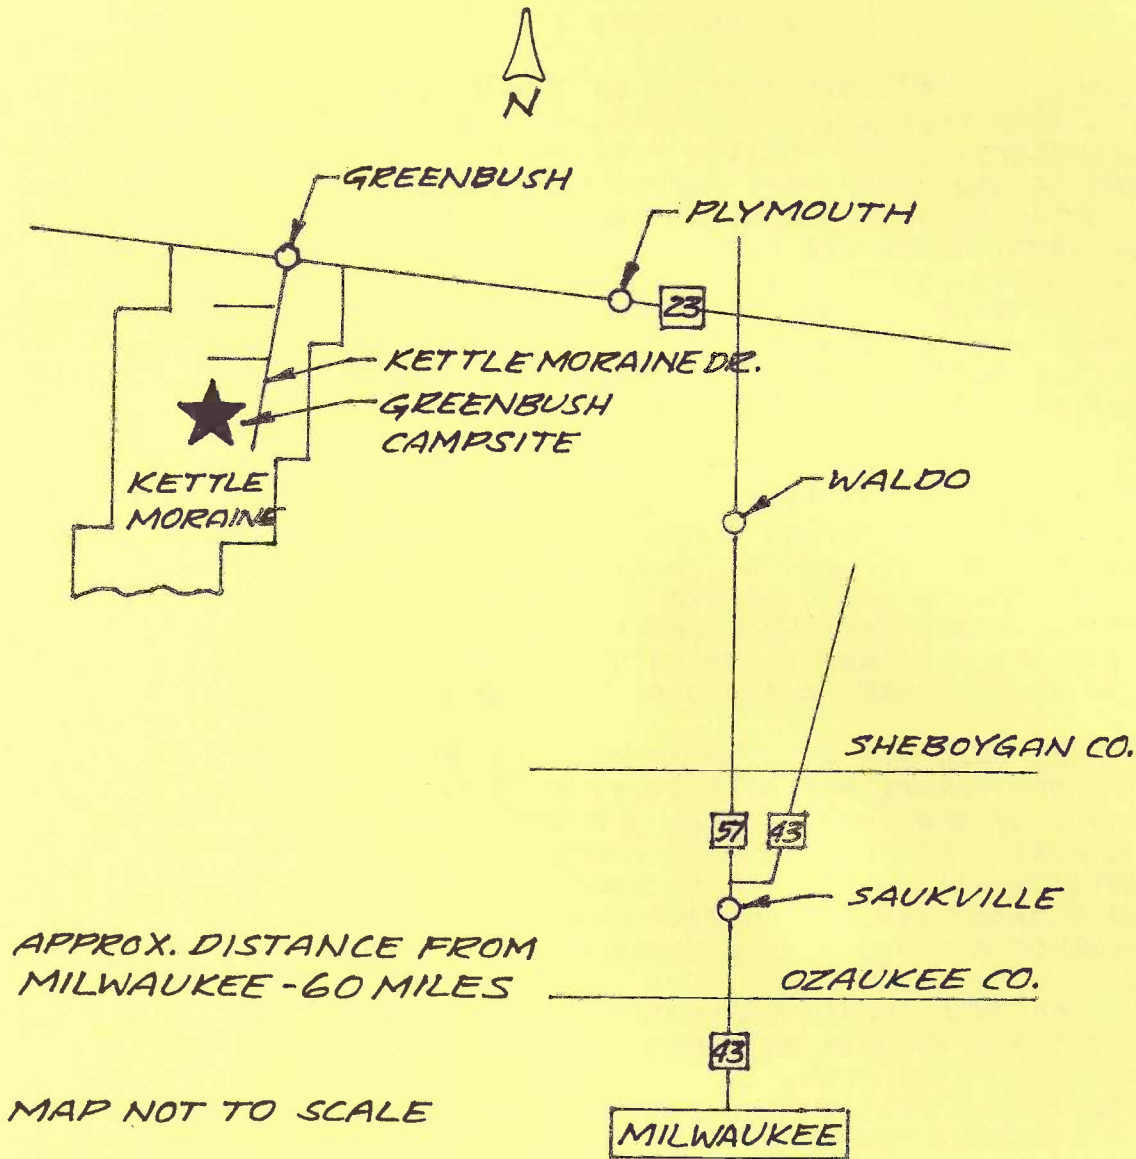 N
GREENBUSH
PLYMOUTH
23
KETTLE MORAINE DR.
GREENBUSH
CAMPSITE
KETTLE
MORAINE
WALDO
SHEBOYGAN CO.
57
43
SAUKVILLE
APPROX. DISTANCE FROM
MILWAUKEE - 60 MILES
OZAUKEE CO.
43
MAP NOT TO SCALE
MILWAUKEE